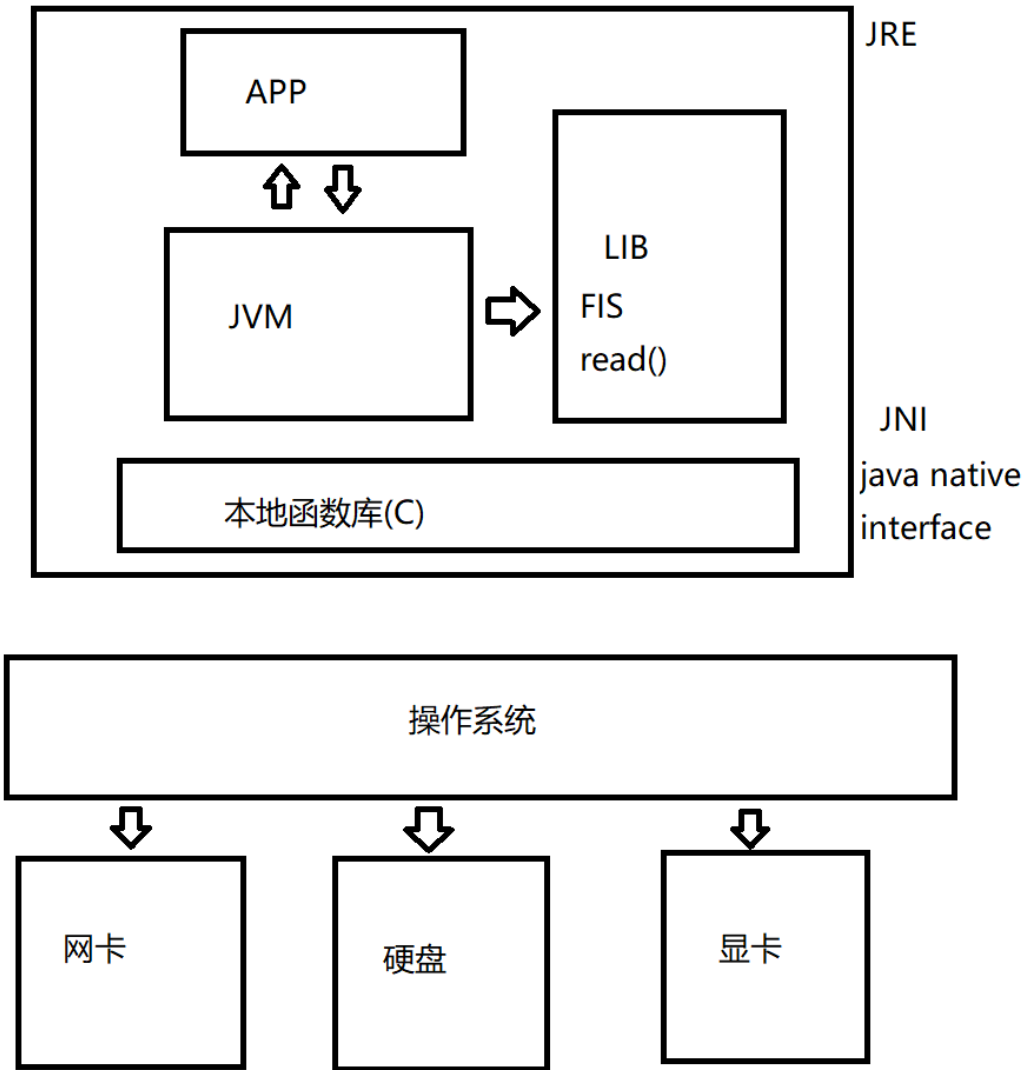 JRE
APP
LIB
JVM
FIS
read()
JNI
java native
interface
本地函数库(C)
操作系统
网卡
硬盘
显卡